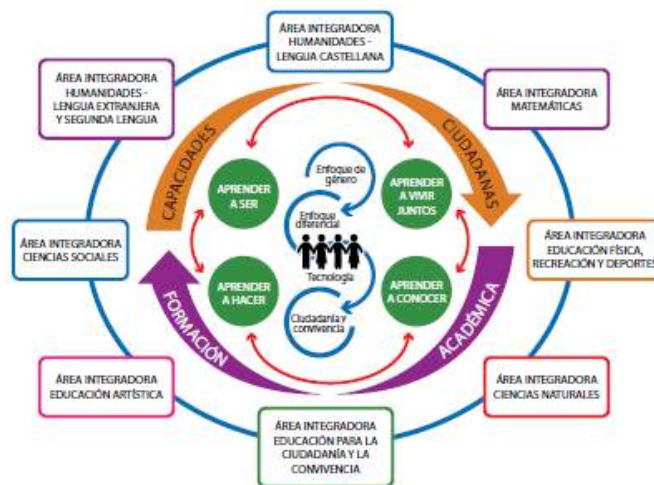 ÁREA INTEGRADORA
HUMANIDADES -
LENGUA CASTELLANA
ÁREA INTEGRADORA
HUMANIDADES -
LENGUA EXTRANJERA
Y SEGUNDA LENGUA
ÁREA INTEGRADORA
MATEMÁTICAS
CAPACIDADES
CIUDADANAS
APRENDER
A SER
Enfoque de
género
APRENDER
A VIVIR
JUNTOS
Enfoque
diferencial
ÁREA INTEGRADORA
CIENCIAS SOCIALES
ÁREA INTEGRADORA
EDUCACIÓN FÍSICA,
RECREACIÓN Y DEPORTES
Tecnología
APRENDER
A HACER
APRENDER
A CONOCER
Ciudadanía y
convivencia
FORMACIÓN
ACADÉMICA
ÁREA INTEGRADORA
EDUCACIÓN ARTÍSTICA
ÁREA INTEGRADORA
CIENCIAS NATURALES
ÁREA INTEGRADORA
EDUCACIÓN PARA LA
CIUDADANÍA Y LA
CONVIVENCIA